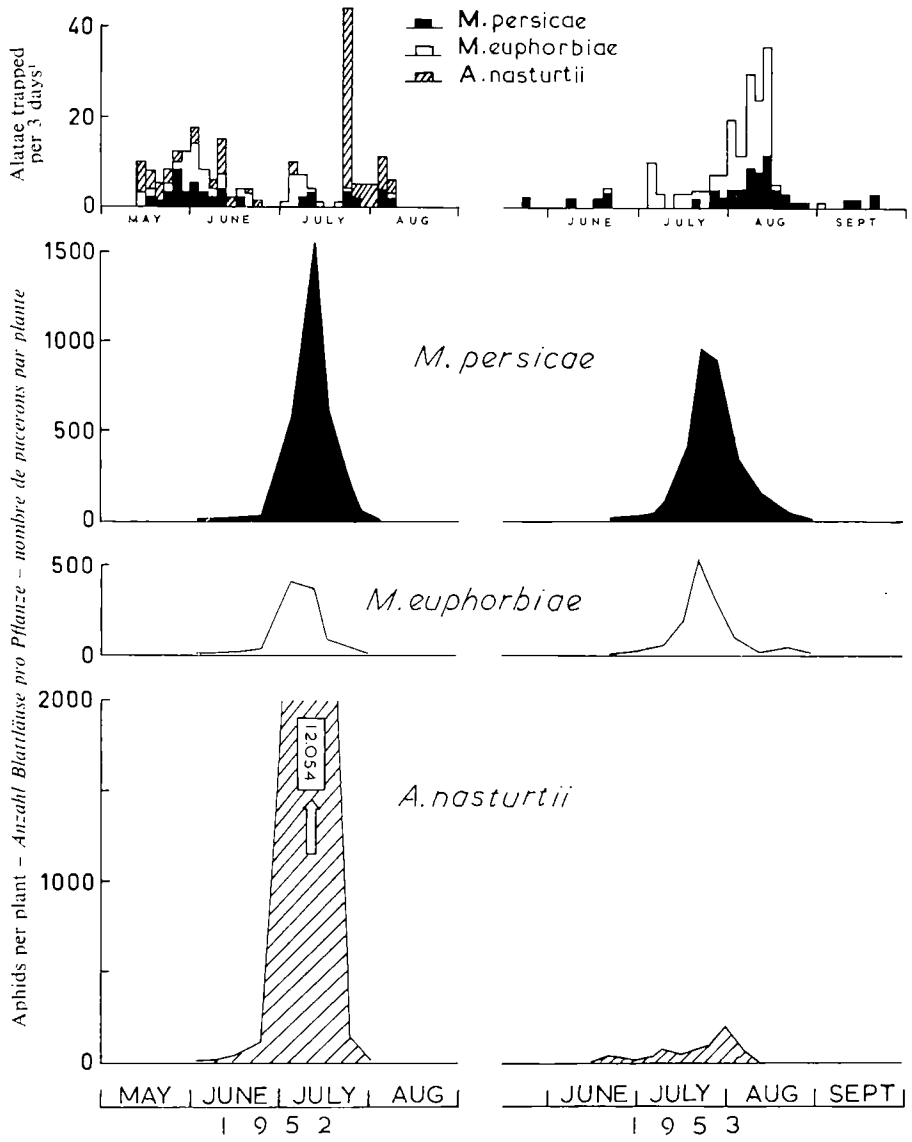 40
20
0
Alatae trapped
per 3 days¹
M. persicae
M. euphorbiae
A. nasturtii
MAY JUNE JULY AUG
JUNE JULY AUG SEPT
1500
1000
500
0
M. persicae
500
0
M. euphorbiae
2000
1000
0
12.054
A. nasturtii
Aphids per plant – Anzahl Blattläuse pro Pflanze – nombre de pucerons par plante
MAY JUNE JULY AUG
JUNE JULY AUG SEPT
1952
1953